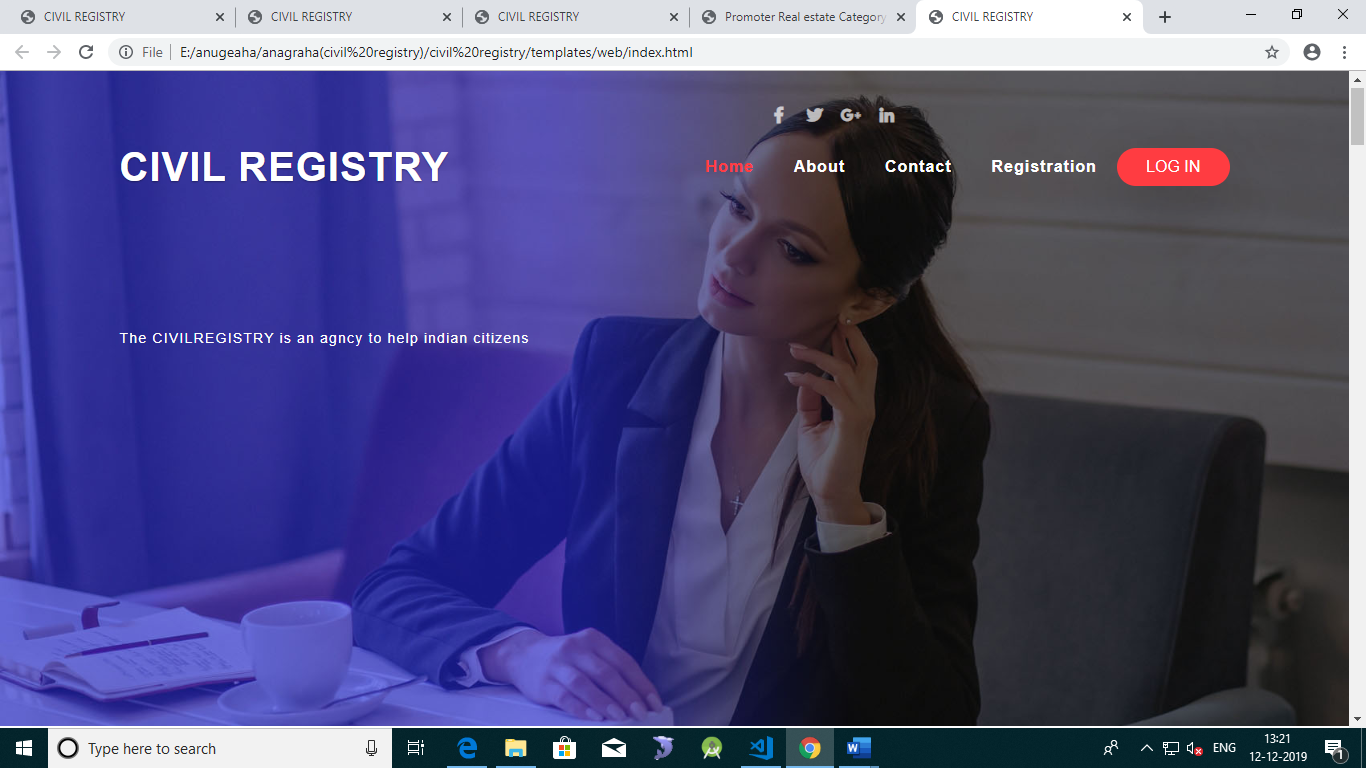 CIVIL REGISTRY CIVIL REGISTRY CIVIL REGISTRY Promoter Real estate Category CIVIL REGISTRY
File E:/anugeaha/anagraha(civil%20registry)/civil%20registry/templates/web/index.html
CIVIL REGISTRY
Home About Contact Registration LOG IN
The CIVILREGISTRY is an agncy to help indian citizens
Type here to search
ENG
13:21
12-12-2019
1